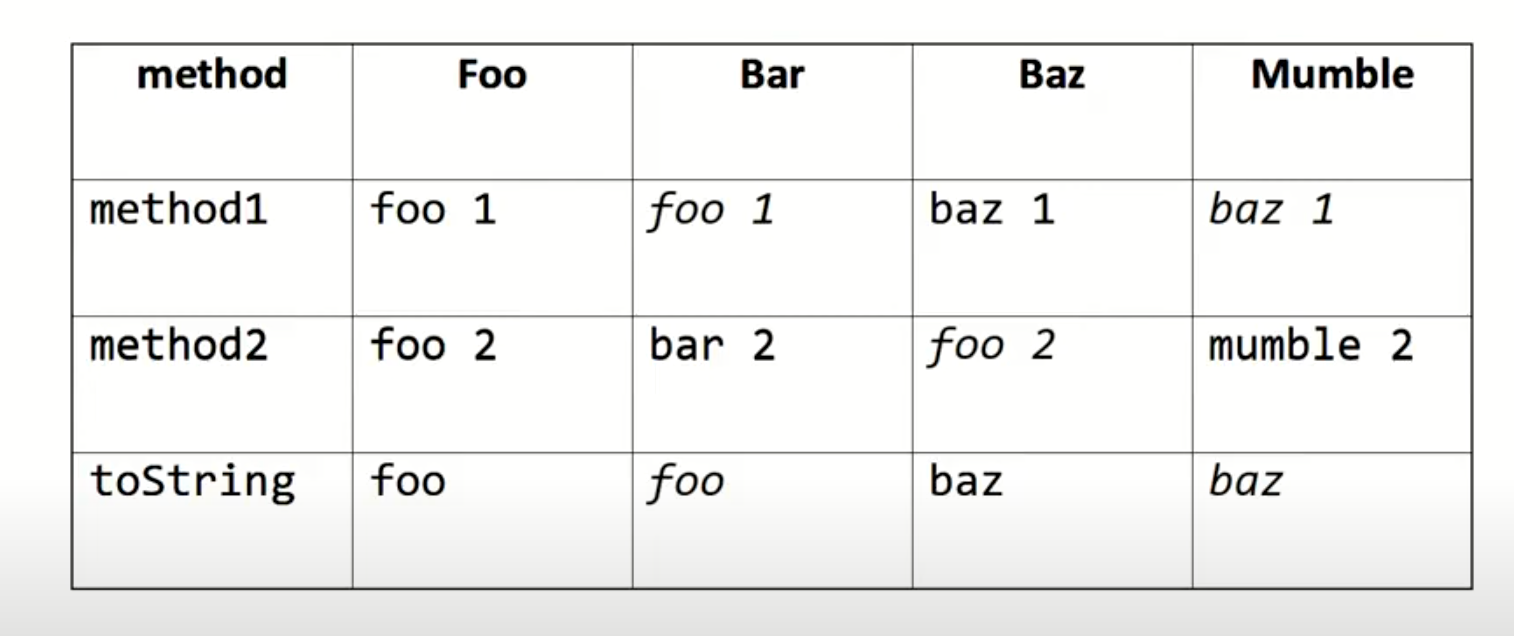 method Foo Bar Baz Mumble
method1 foo 1 foo 1 baz 1 baz 1
method2 foo 2 bar 2 foo 2 mumble 2
toString foo foo baz baz